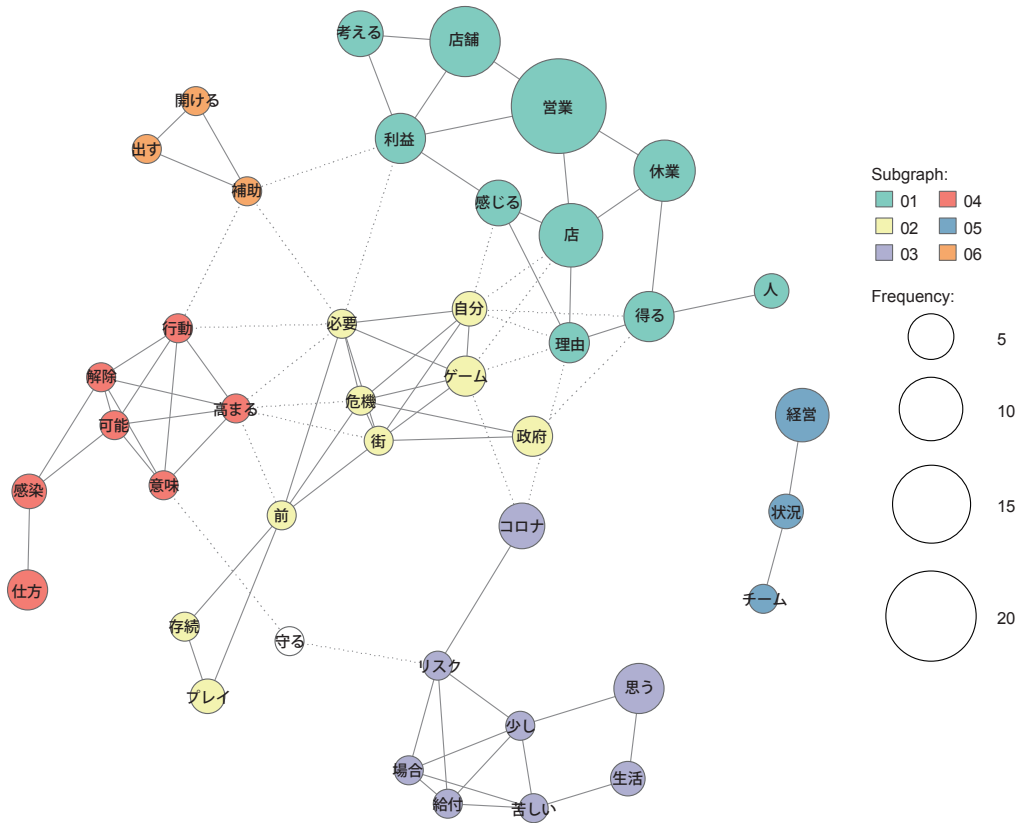 考える
店舗
営業
開ける
出す
利益
休業
補助
感じる
店
Subgraph:
01
04
02
05
03
06
Frequency:
5
10
15
20
人
自分
得る
必要
行動
理由
解除
ゲーム
危機
高まる
可能
街
政府
経営
感染
意味
前
コロナ
状況
仕方
チーム
存続
守る
リスク
プレイ
思う
少し
場合
生活
給付
苦しい